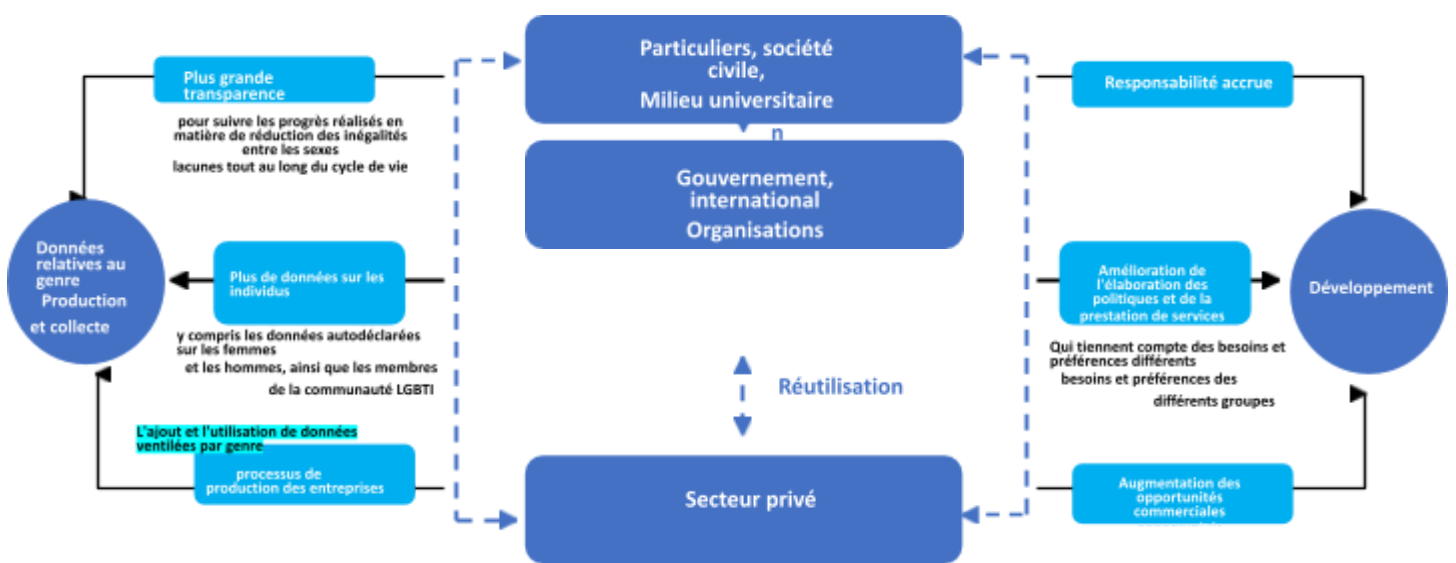 Particuliers, société
civile,
Milieu universitaire
n
Gouvernement,
international
Organisations
Réutilisation
Secteur privé
Plus grande
transparence
pour suivre les progrès réalisés en
matière de réduction des inégalités
entre les sexes
lacunes tout au long du cycle de vie
Données
relatives au
genre
Production
et collecte
Plus de données sur les
individus
y compris les données autodéclarées
sur les femmes
et les hommes, ainsi que les membres
de la communauté LGBTI
L'ajout et l'utilisation de données
ventilées par genre
processus de
production des entreprises
Responsabilité accrue
Amélioration de
l'élaboration des
politiques et de la
prestation de services
Développement
Qui tiennent compte des besoins et
préférences différents
besoins et préférences des
différents groupes
Augmentation des
opportunités
commerciales